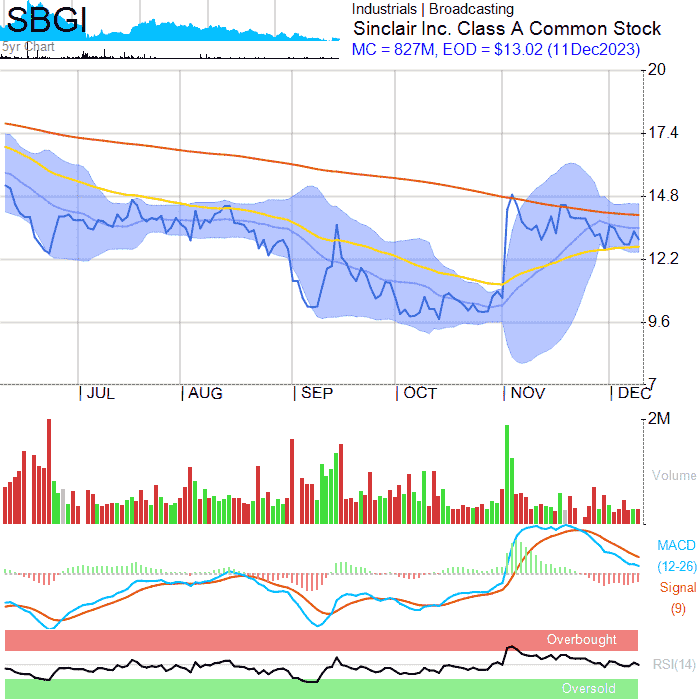 SBGI
5yr Chart
Industrials | Broadcasting
Sinclair Inc. Class A Common Stock
MC = 827M, EOD = $13.02 (11Dec2023)
20
17.4
14.8
12.2
9.6
7
JUL AUG SEP OCT NOV DEC
2M
Volume
MACD
(12-26)
Signal
(9)
Overbought
RSI(14)
Oversold